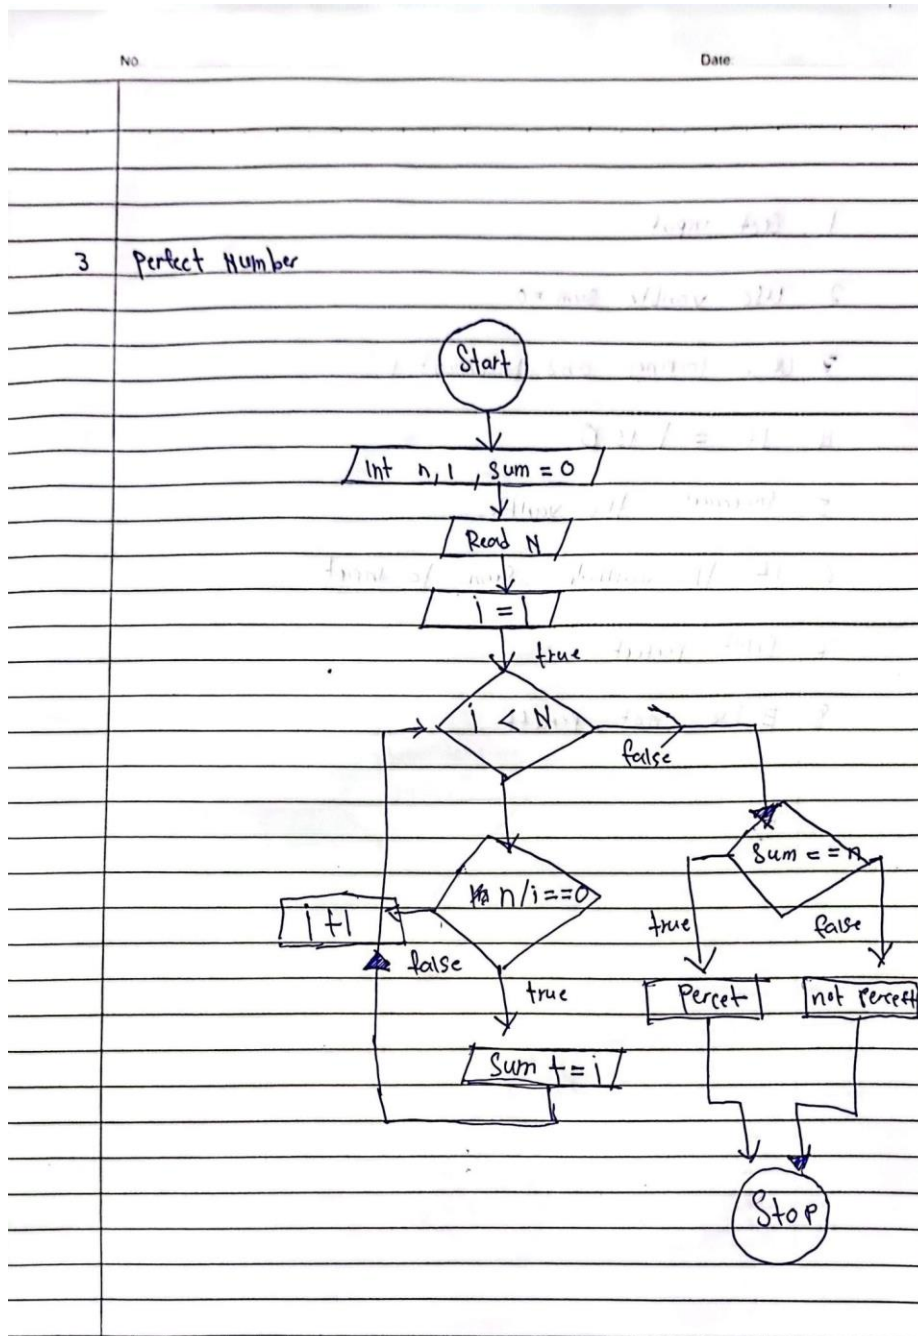 No. Date:
3 Perfect Number
Start
Int n, i, sum = 0
Read N
i = 1
true
i < N
false
n/i==0
sum == n
i +1
true
false
false
true
Percet
not percett
Sum += i
Stop